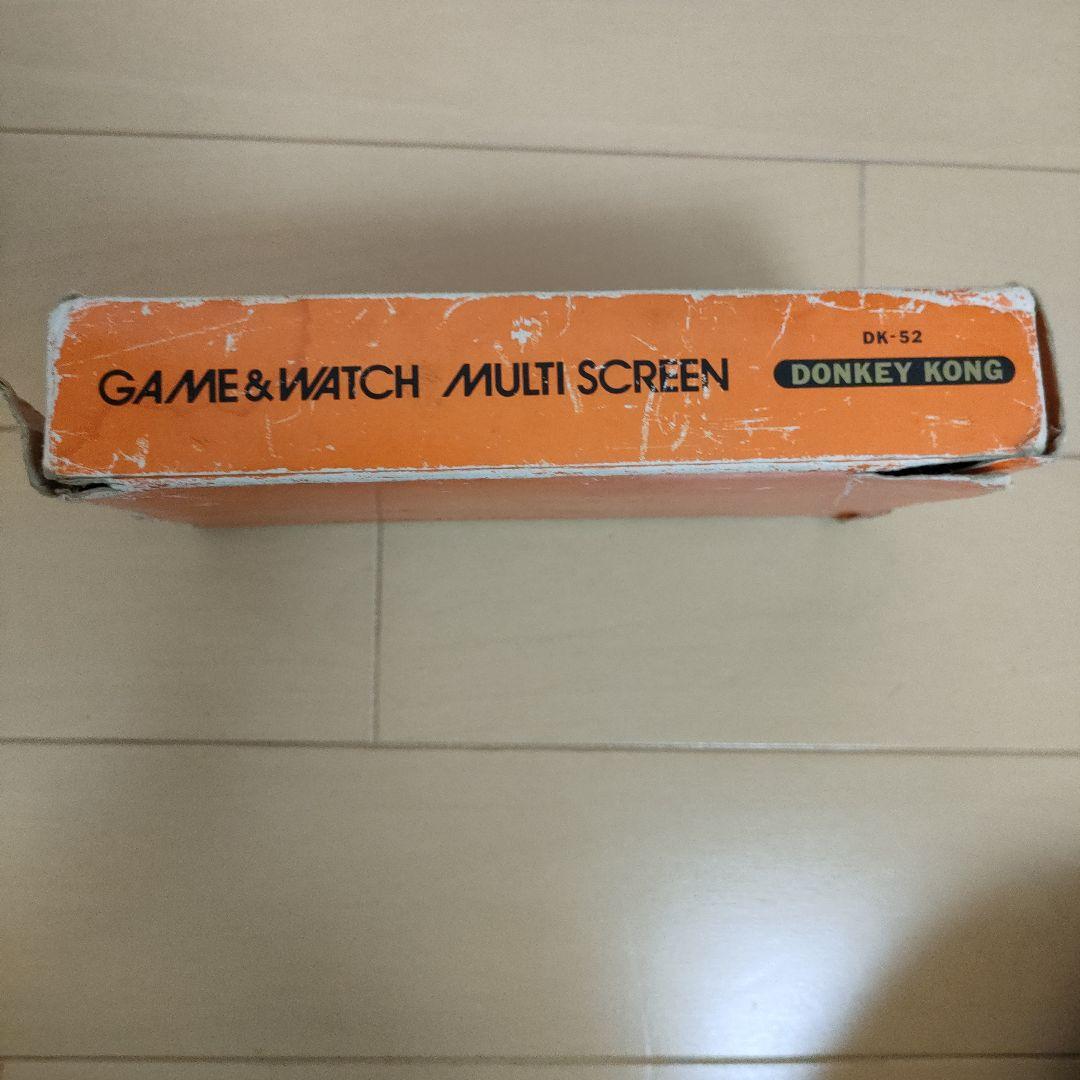 GAME&WATCH MULTI SCREEN
DK-52
DONKEY KONG